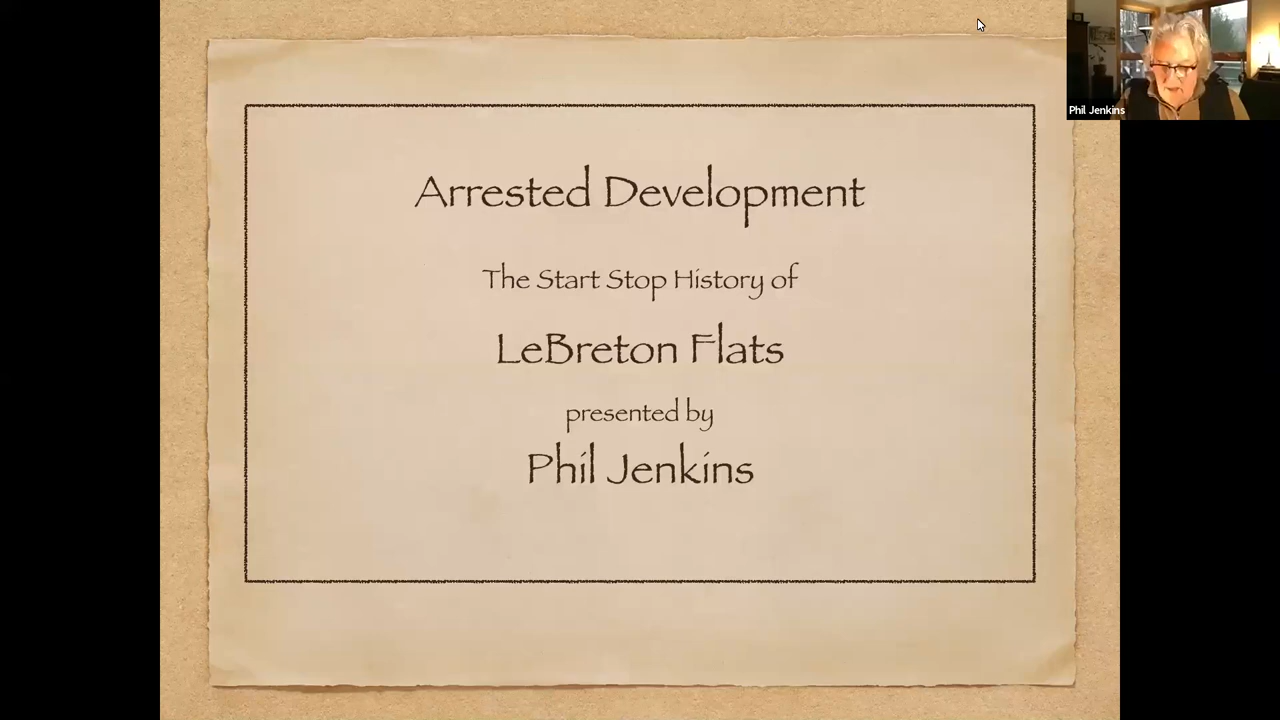 Arrested Development
The Start Stop History of
LeBreton Flats
presented by
Phil Jenkins
Phil Jenkins